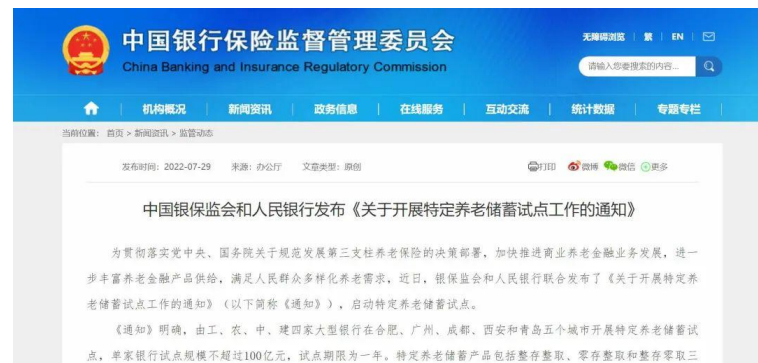 中国银行保险监督管理委员会
China Banking and Insurance Regulatory Commission
无障碍浏览 | 繁 | EN |
请输入您要搜索的内容...
机构概况 | 新闻资讯 | 政务信息 | 在线服务 | 互动交流 | 统计数据 | 专题专栏
当前位置: 首页 > 新闻资讯 > 监管动态
发布时间: 2022-07-29 来源: 办公厅 文章类型: 原创 打印 微博 微信 更多
中国银保监会和人民银行发布《关于开展特定养老储蓄试点工作的通知》
为贯彻落实党中央、国务院关于规范发展第三支柱养老保险的决策部署，加快推进商业养老金融业务发展，进一
步丰富养老金融产品供给，满足人民群众多样化养老需求，近日，银保监会和人民银行联合发布了《关于开展特定养
老储蓄试点工作的通知》（以下简称《通知》），启动特定养老储蓄试点。
《通知》明确，由工、农、中、建四家大型银行在合肥、广州、成都、西安和青岛五个城市开展特定养老储蓄试
点，单家银行试点规模不超过100亿元，试点期限为一年。特定养老储蓄产品包括整存整取、零存整取和整存零取三